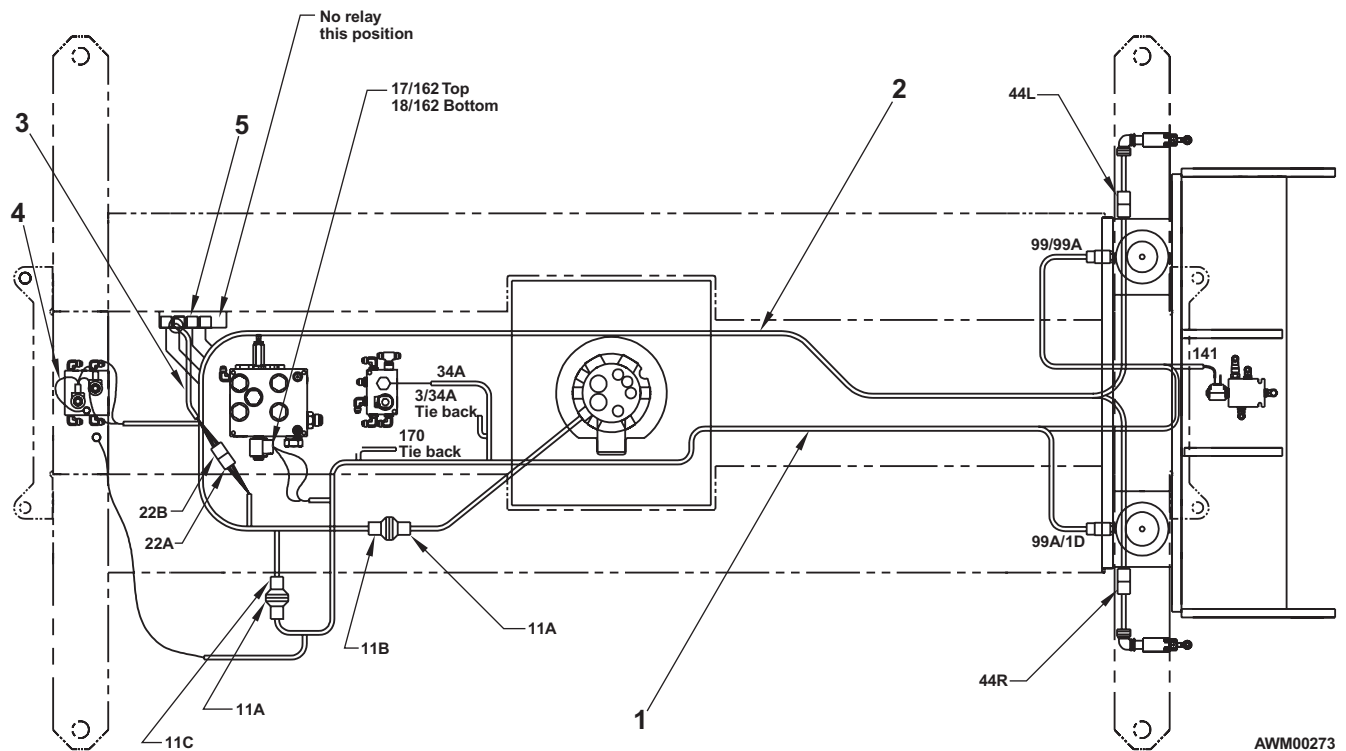 No relay
this position
17/162 Top
18/162 Bottom
2
44L
3
5
4
99/99A
141
34A
3/34A
Tie back
170
Tie back
22B
22A
99A/1D
11A
11B
44R
11A
1
11C
AWM00273